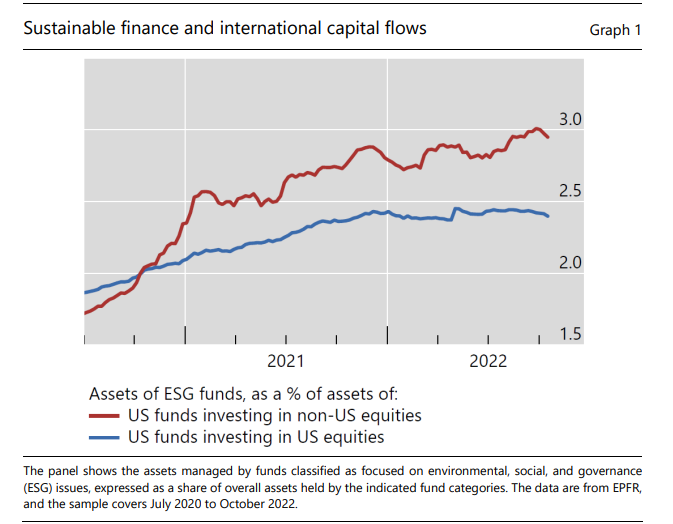 Sustainable finance and international capital flows
Graph 1
3.0
2.5
2.0
1.5
2021 2022
Assets of ESG funds, as a % of assets of:
US funds investing in non-US equities
US funds investing in US equities
The panel shows the assets managed by funds classified as focused on environmental, social, and governance
(ESG) issues, expressed as a share of overall assets held by the indicated fund categories. The data are from EPFR,
and the sample covers July 2020 to October 2022.